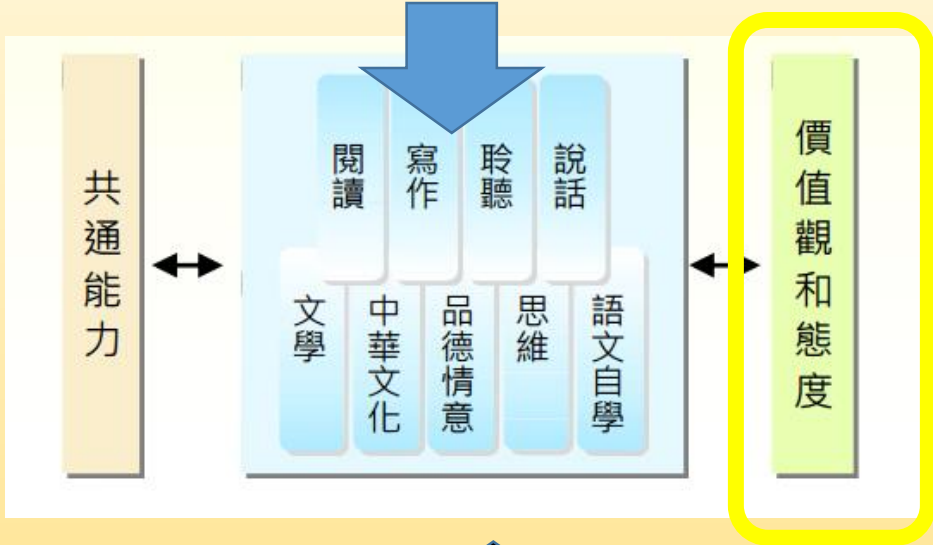 共通能力
閱讀
寫作
聆聽
說話
文學
中華文化
品德情意
思維
語文自學
價值觀和態度